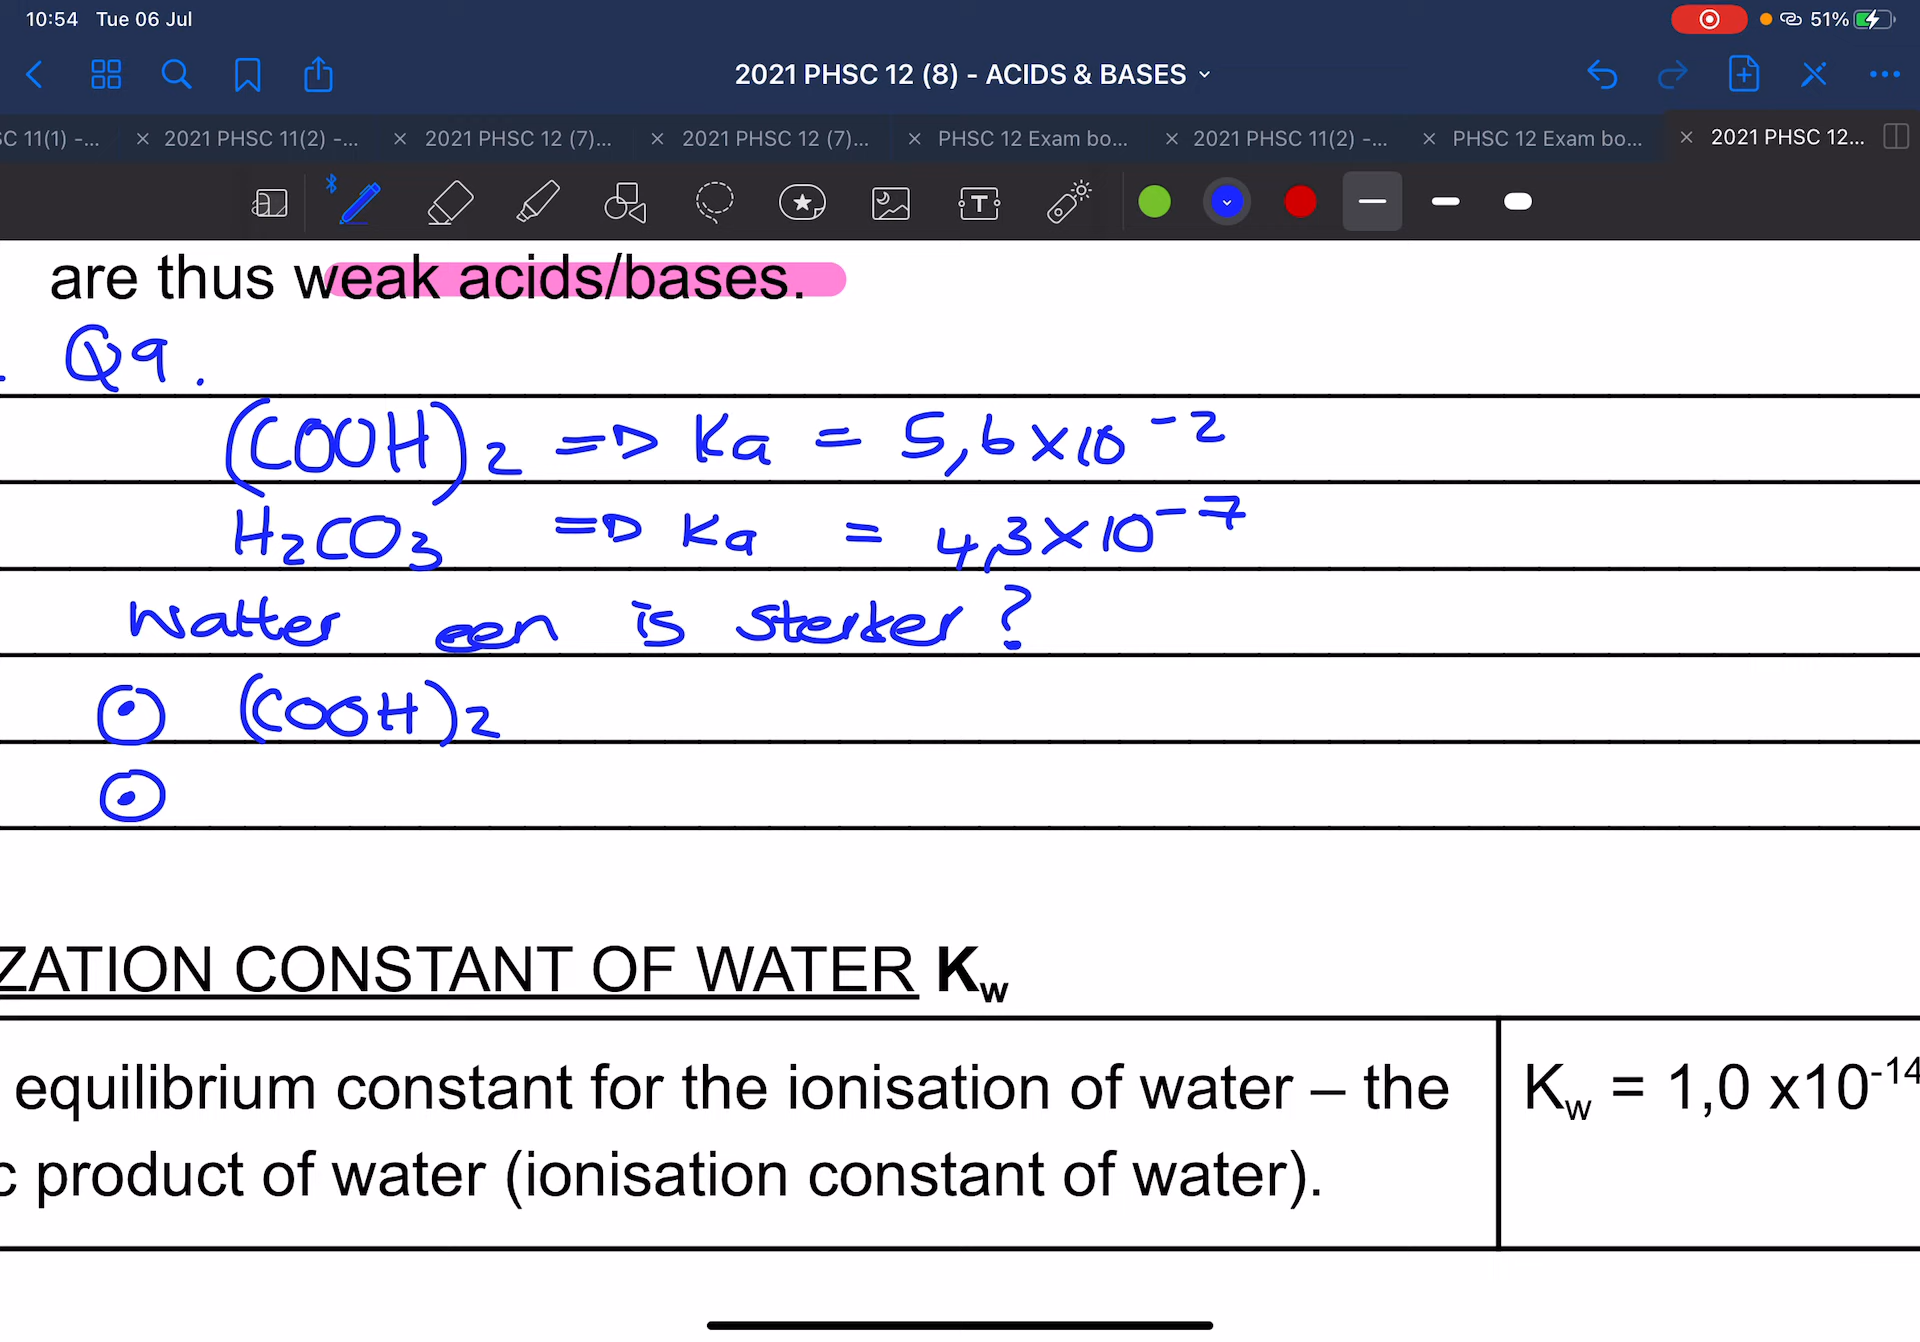 10:54 Tue 06 Jul 51%
2021 PHSC 12 (8) - ACIDS & BASES
SC 11(1) -... × 2021 PHSC 11(2) -... × 2021 PHSC 12 (7)... × 2021 PHSC 12 (7)... × PHSC 12 Exam bo... × 2021 PHSC 11(2) -... × PHSC 12 Exam bo... × 2021 PHSC 12...
are thus weak acids/bases.
Q9.
(COOH)₂ => Ka = 5,6×10⁻²
H₂CO₃ => Ka = 4,3×10⁻⁷
Watter een is sterker?
(COOH)₂
ZATION CONSTANT OF WATER Kw
equilibrium constant for the ionisation of water – the
c product of water (ionisation constant of water).
Kw = 1,0 x10⁻¹⁴